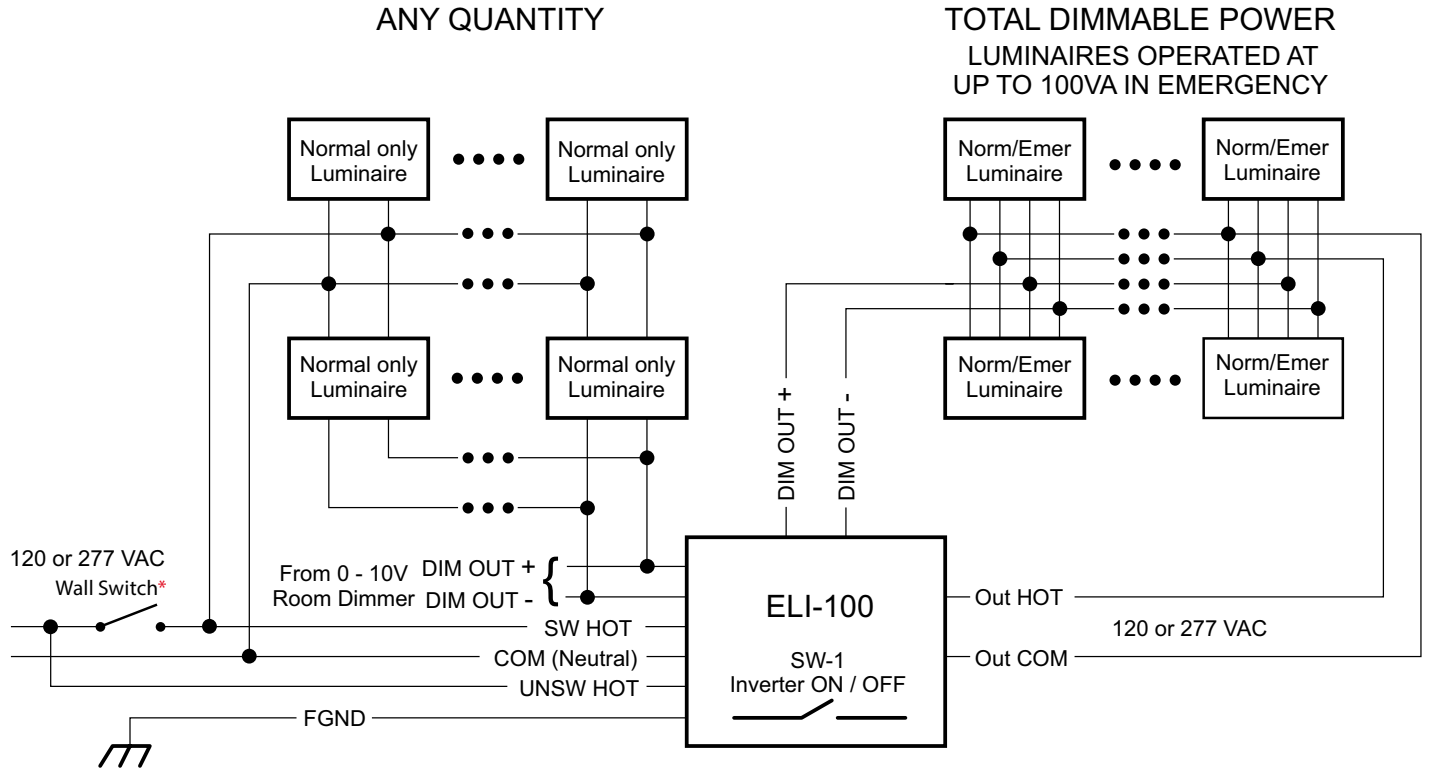 ANY QUANTITY
TOTAL DIMMABLE POWER
LUMINAIRES OPERATED AT
UP TO 100VA IN EMERGENCY
Normal only
Luminaire
Normal only
Luminaire
Norm/Emer
Luminaire
Norm/Emer
Luminaire
Normal only
Luminaire
Normal only
Luminaire
Norm/Emer
Luminaire
Norm/Emer
Luminaire
DIM OUT +
DIM OUT -
120 or 277 VAC
Wall Switch*
From 0 - 10V
Room Dimmer
DIM OUT +
DIM OUT -
SW HOT
COM (Neutral)
UNSW HOT
FGND
ELI-100
SW-1
Inverter ON / OFF
Out HOT
120 or 277 VAC
Out COM